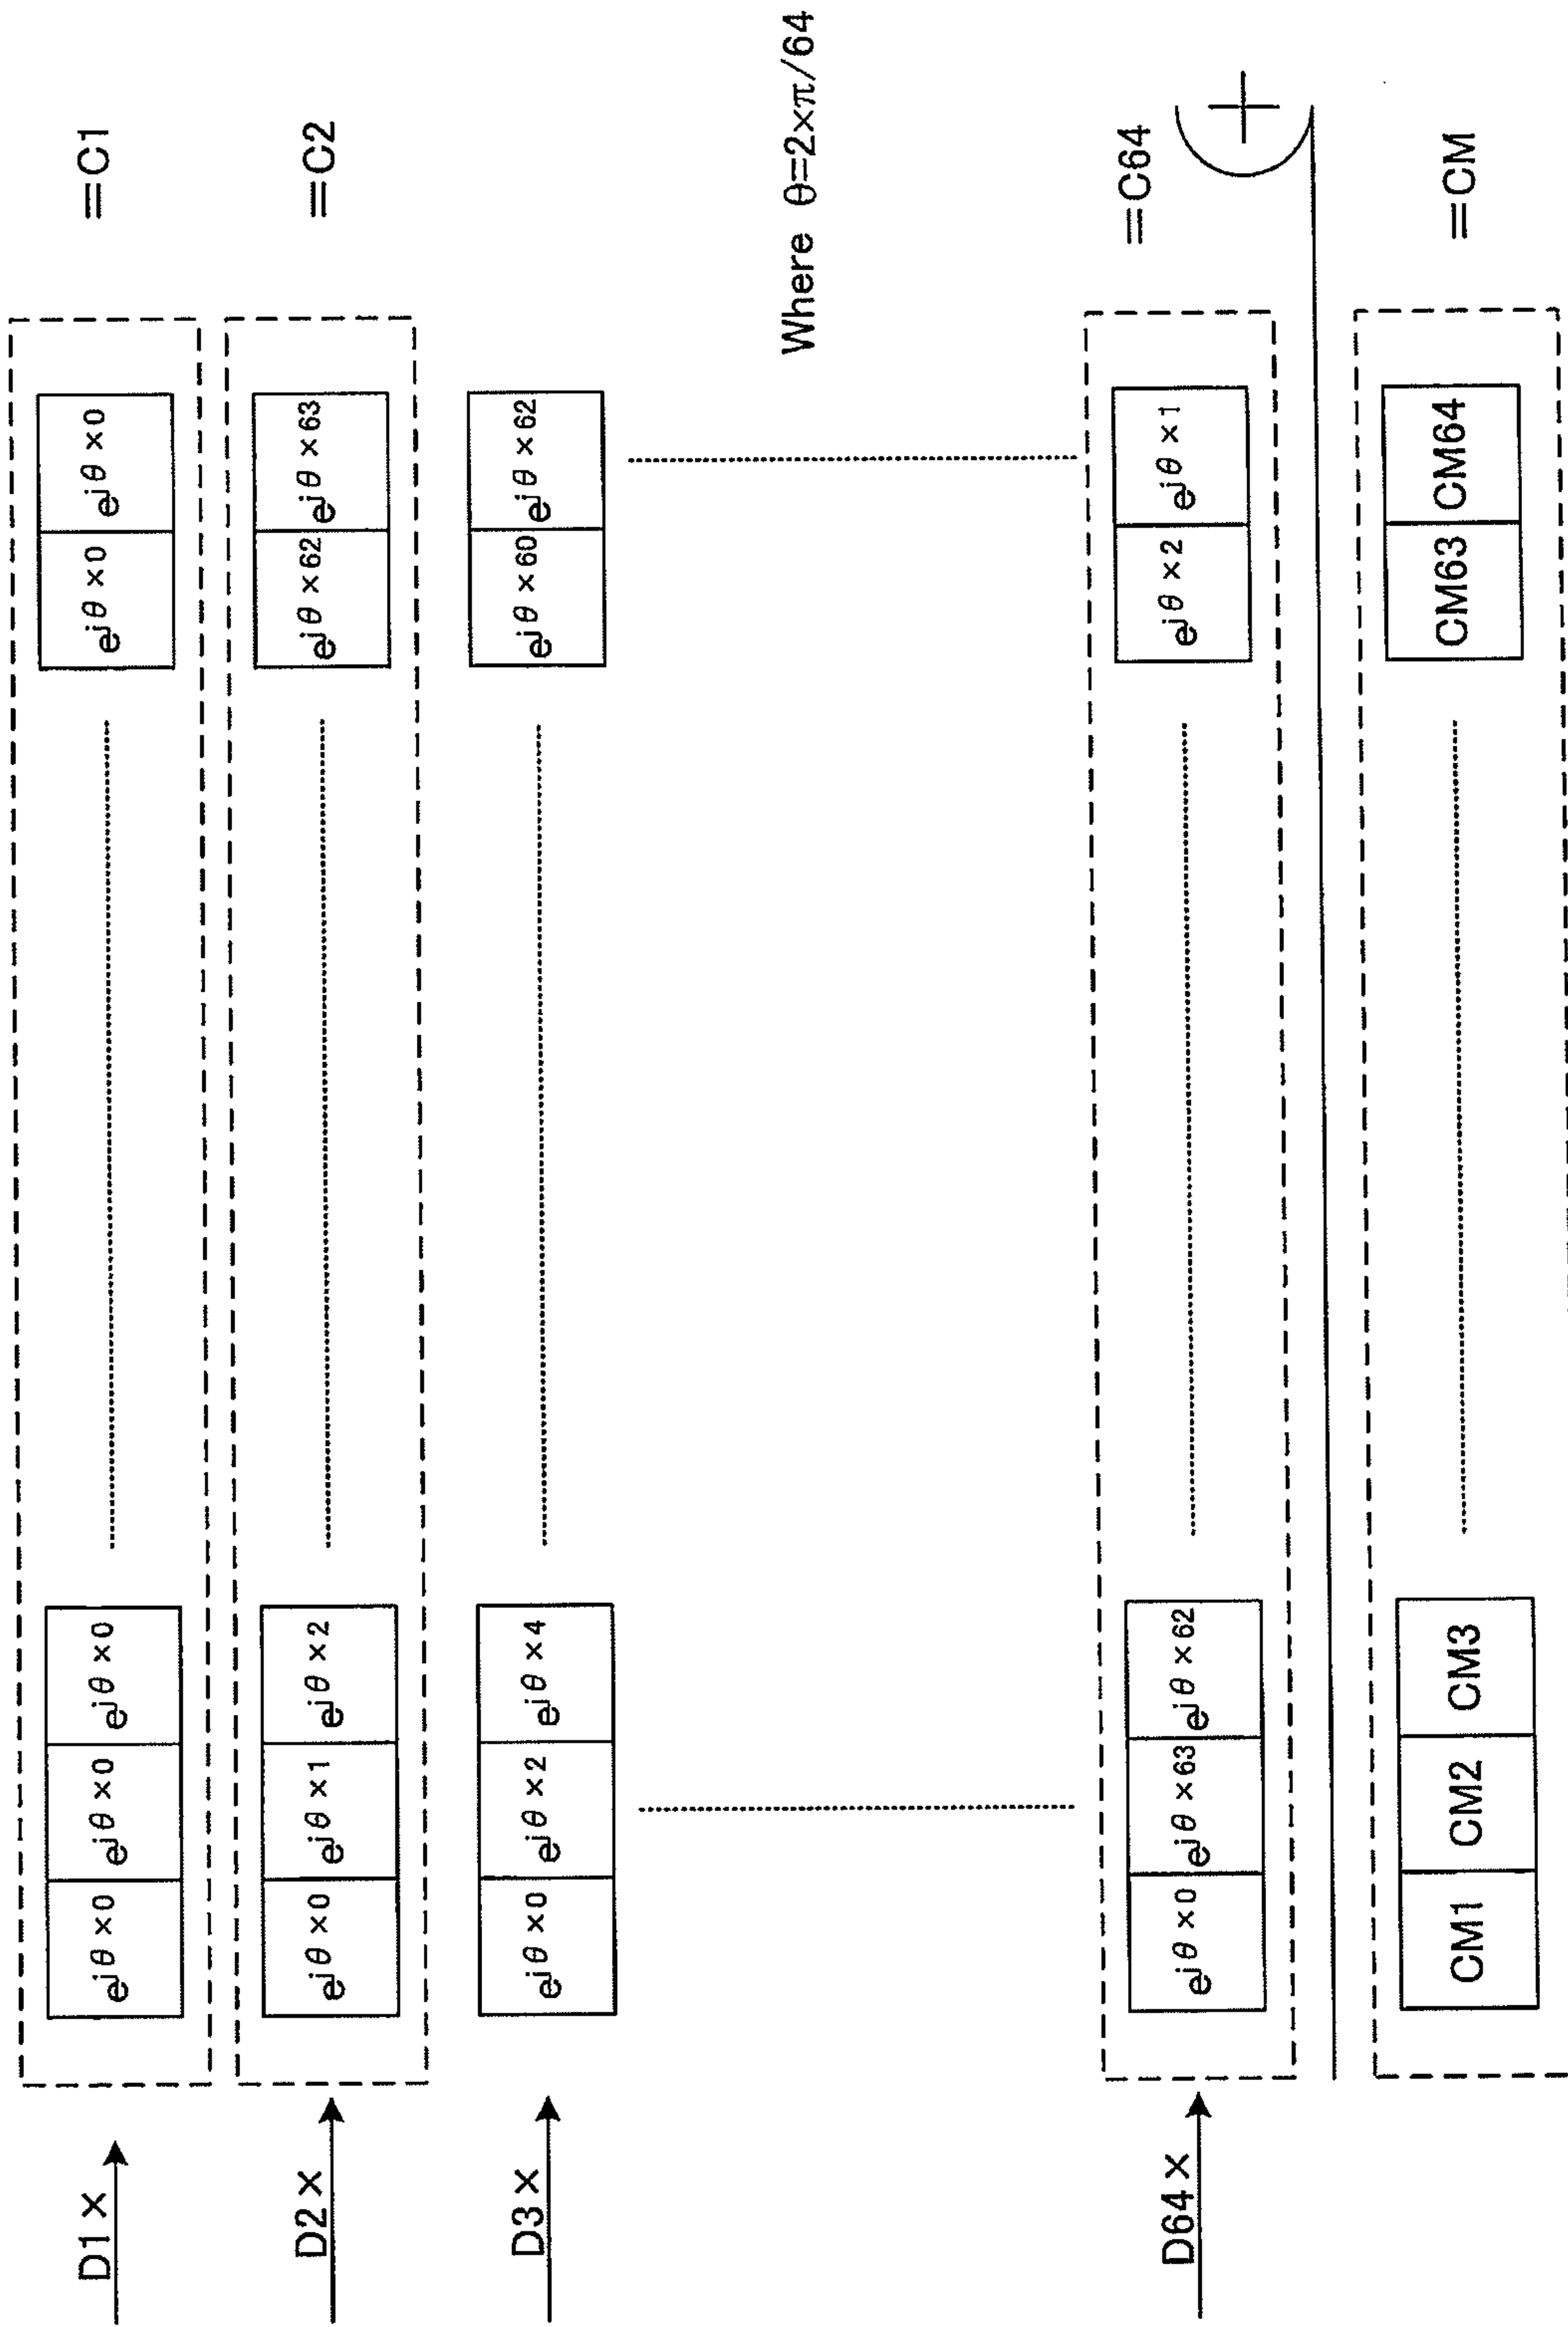 D1× e^jθ×0 e^jθ×0 e^jθ×0 e^jθ×0 e^jθ×0 =C1
D2× e^jθ×0 e^jθ×1 e^jθ×2 e^jθ×62 e^jθ×63 =C2
D3× e^jθ×0 e^jθ×2 e^jθ×4 e^jθ×60 e^jθ×62
Where θ=2×π/64
D64× e^jθ×0 e^jθ×63 e^jθ×62 e^jθ×2 e^jθ×1 =C64
+
CM1 CM2 CM3 CM63 CM64 =CM